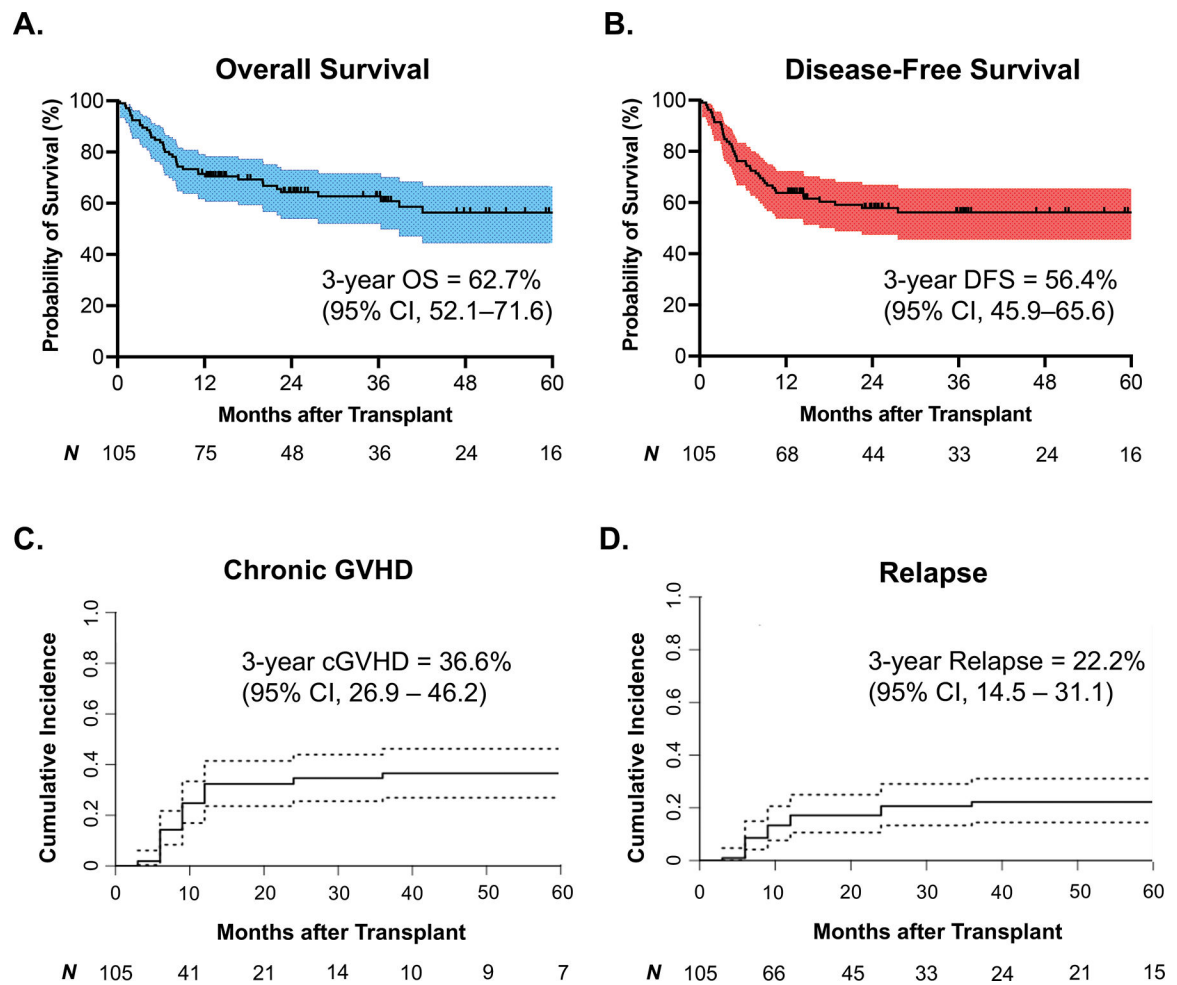 A.
Overall Survival
Probability of Survival (%)
100
80
60
40
20
0
3-year OS = 62.7%
(95% CI, 52.1–71.6)
0 12 24 36 48 60
Months after Transplant
N 105 75 48 36 24 16
B.
Disease-Free Survival
Probability of Survival (%)
100
80
60
40
20
0
3-year DFS = 56.4%
(95% CI, 45.9–65.6)
0 12 24 36 48 60
Months after Transplant
N 105 68 44 33 24 16
C.
Chronic GVHD
Cumulative Incidence
1.0
0.8
0.6
0.4
0.2
0
3-year cGVHD = 36.6%
(95% CI, 26.9 – 46.2)
0 10 20 30 40 50 60
Months after Transplant
N 105 41 21 14 10 9 7
D.
Relapse
Cumulative Incidence
1.0
0.8
0.6
0.4
0.2
0
3-year Relapse = 22.2%
(95% CI, 14.5 – 31.1)
0 10 20 30 40 50 60
Months after Transplant
N 105 66 45 33 24 21 15